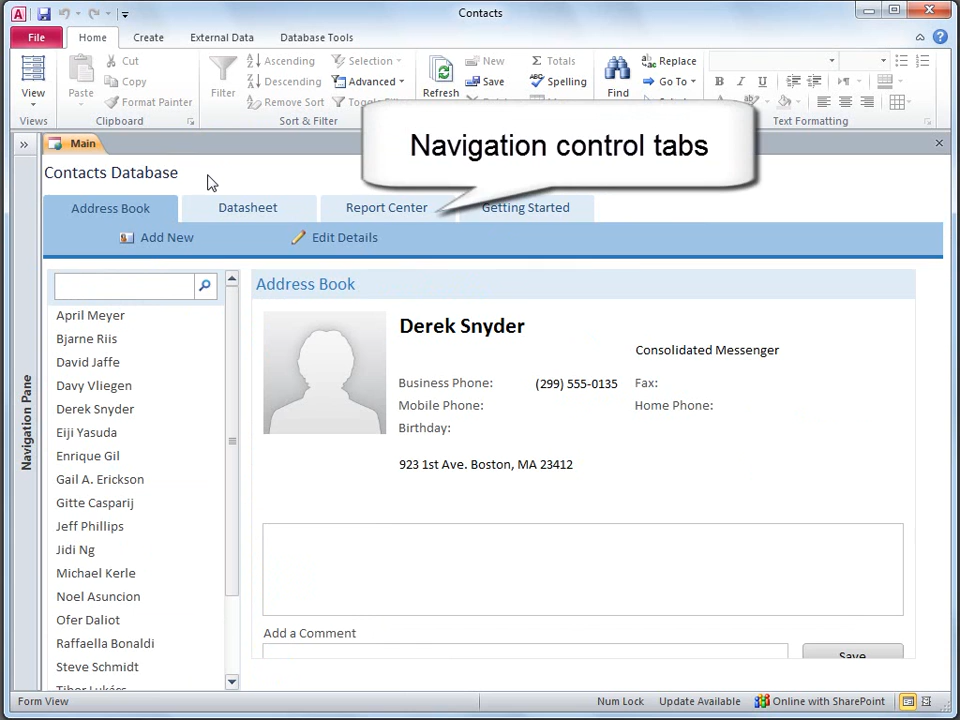 Contacts
File Home Create External Data Database Tools
View
Views
Paste
Cut
Copy
Format Painter
Clipboard
Filter
Ascending
Descending
Remove Sort
Selection
Advanced
Sort & Filter
Refresh
New
Save
Totals
Spelling
Find
Replace
Go To
B I U
Text Formatting
Navigation control tabs
Main
Contacts Database
Address Book Datasheet Report Center Getting Started
Add New Edit Details
Navigation Pane
April Meyer
Bjarne Riis
David Jaffe
Davy Vliegen
Derek Snyder
Eiji Yasuda
Enrique Gil
Gail A. Erickson
Gitte Casparij
Jeff Phillips
Jidi Ng
Michael Kerle
Noel Asuncion
Ofer Daliot
Raffaella Bonaldi
Steve Schmidt
Address Book
Derek Snyder
Consolidated Messenger
Business Phone: (299) 555-0135 Fax:
Mobile Phone: Home Phone:
Birthday:
923 1st Ave. Boston, MA 23412
Add a Comment
Save
Form View Num Lock Update Available Online with SharePoint